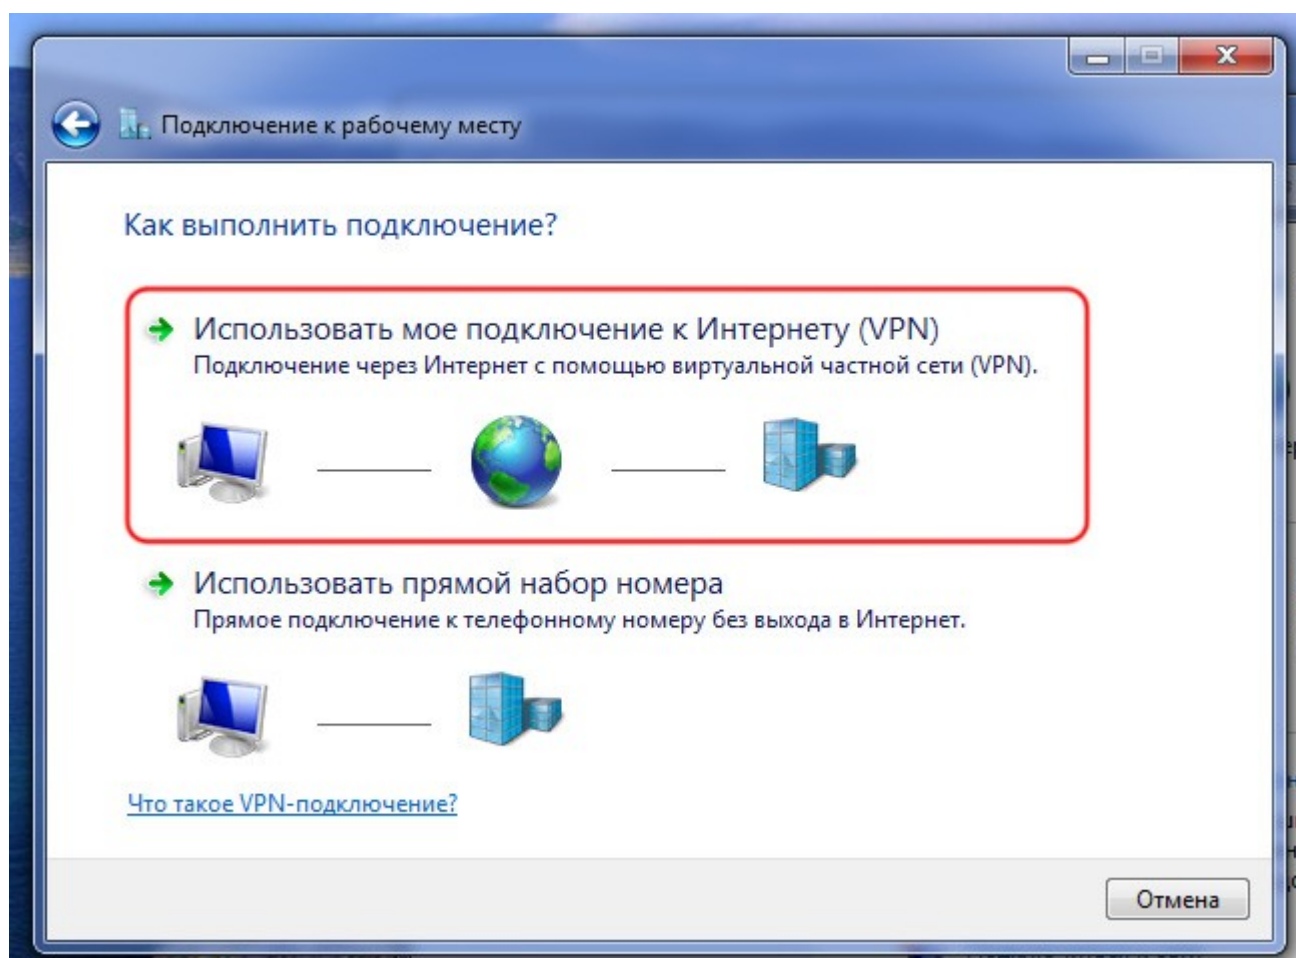 Подключение к рабочему месту
Как выполнить подключение?
Использовать мое подключение к Интернету (VPN)
Подключение через Интернет с помощью виртуальной частной сети (VPN).
Использовать прямой набор номера
Прямое подключение к телефонному номеру без выхода в Интернет.
Что такое VPN-подключение?
Отмена